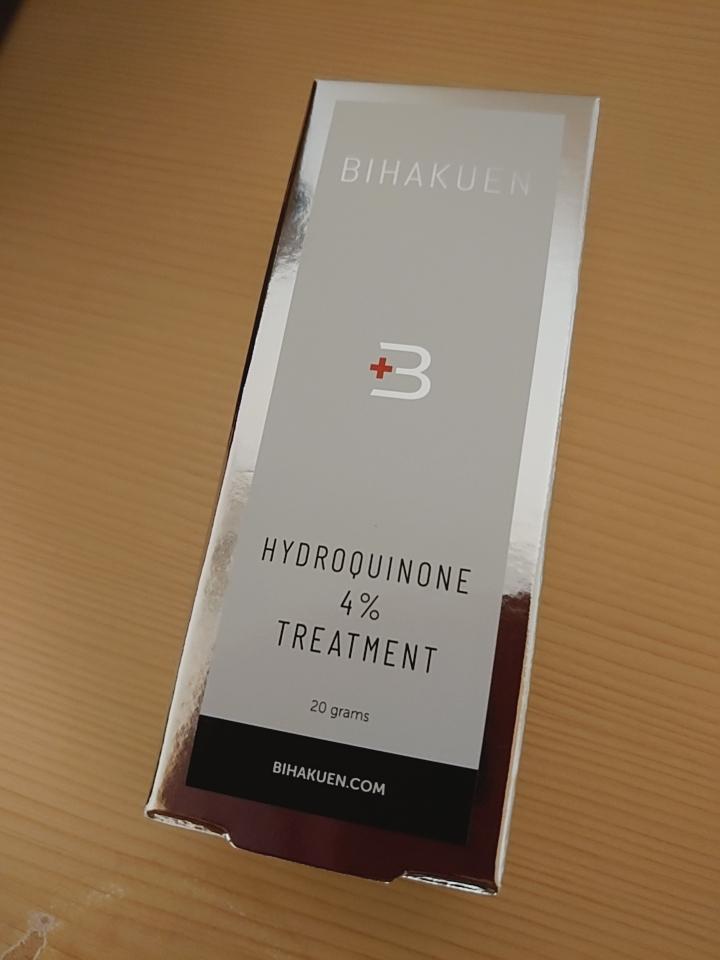 BIHAKUEN
B
HYDROQUINONE
4%
TREATMENT
20 grams
BIHAKUEN.COM